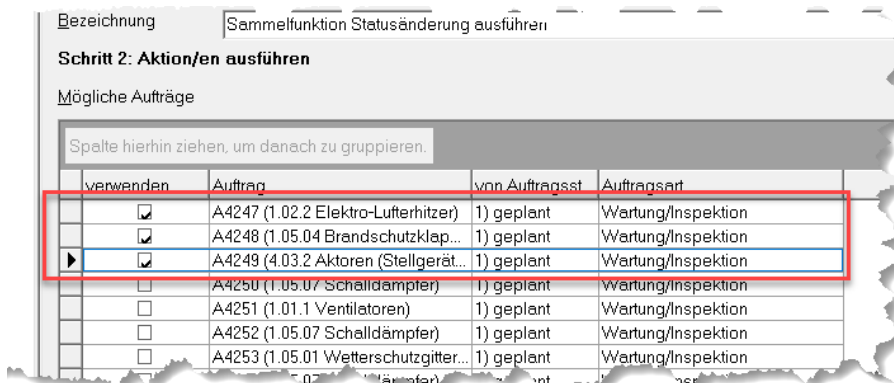 Bezeichnung Sammelfunktion Statusänderung ausführen
Schritt 2: Aktion/en ausführen
Mögliche Aufträge
Spalte hierhin ziehen, um danach zu gruppieren.
verwenden Auftrag von Auftragsst Auftragsart
A4247 (1.02.2 Elektro-Lufterhitzer) 1) geplant Wartung/Inspektion
A4248 (1.05.04 Brandschutzklap... 1) geplant Wartung/Inspektion
A4249 (4.03.2 Aktoren (Stellgerät... 1) geplant Wartung/Inspektion
A4250 (1.05.07 Schalldämpfer) 1) geplant Wartung/Inspektion
A4251 (1.01.1 Ventilatoren) 1) geplant Wartung/Inspektion
A4252 (1.05.07 Schalldämpfer) 1) geplant Wartung/Inspektion
A4253 (1.05.01 Wetterschutzgitter... 1) geplant Wartung/Inspektion